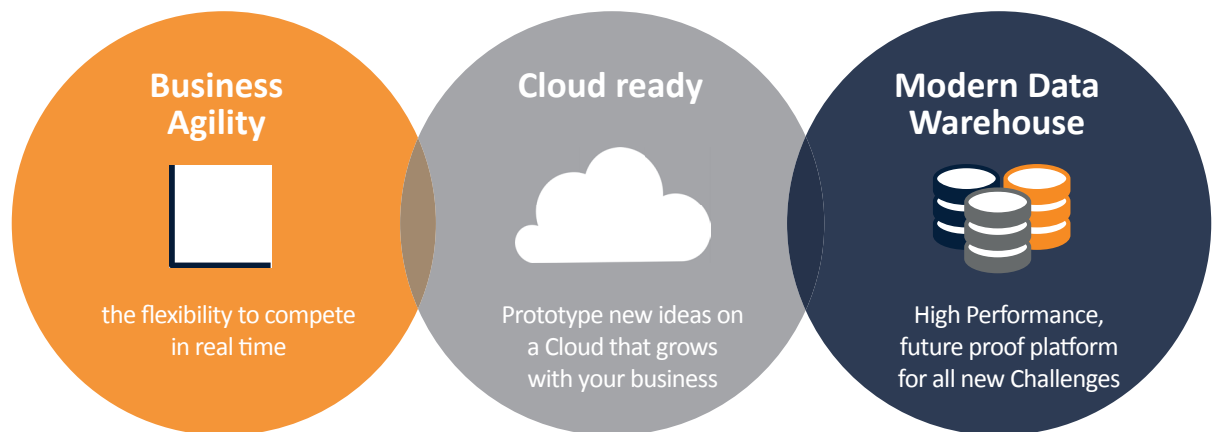 Business
Agility
the flexibility to compete
in real time
Cloud ready
Prototype new ideas on
a Cloud that grows
with your business
Modern Data
Warehouse
High Performance,
future proof platform
for all new Challenges